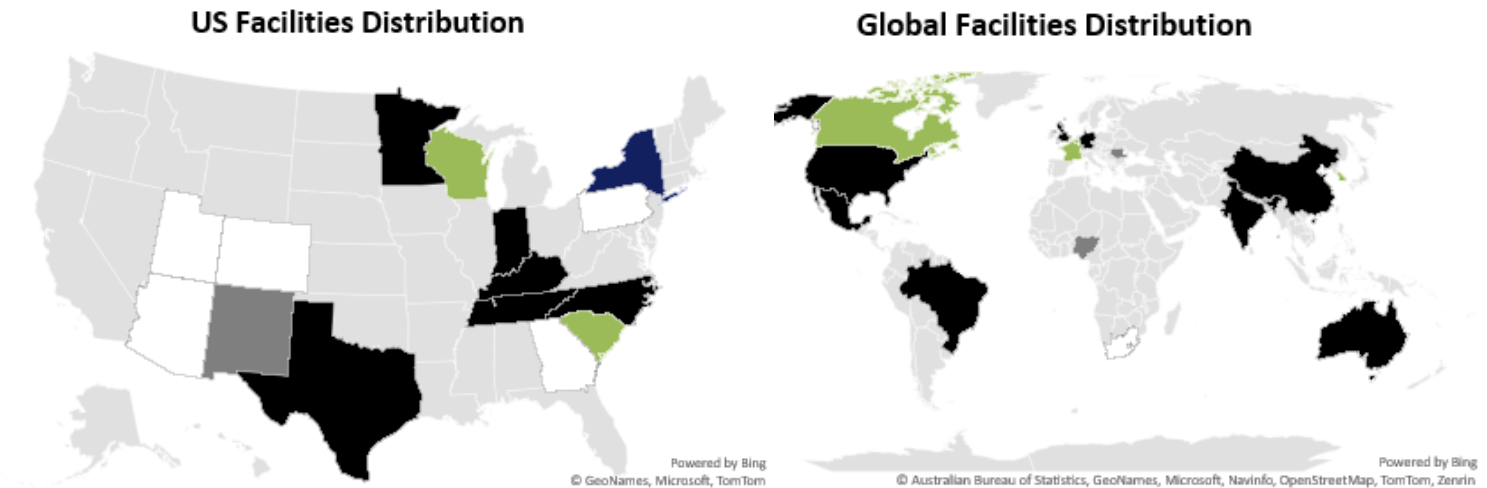 US Facilities Distribution
Global Facilities Distribution
Powered by Bing
© GeoNames, Microsoft, TomTom
Powered by Bing
© Australian Bureau of Statistics, GeoNames, Microsoft, Navinfo, OpenStreetMap, TomTom, Zenrin